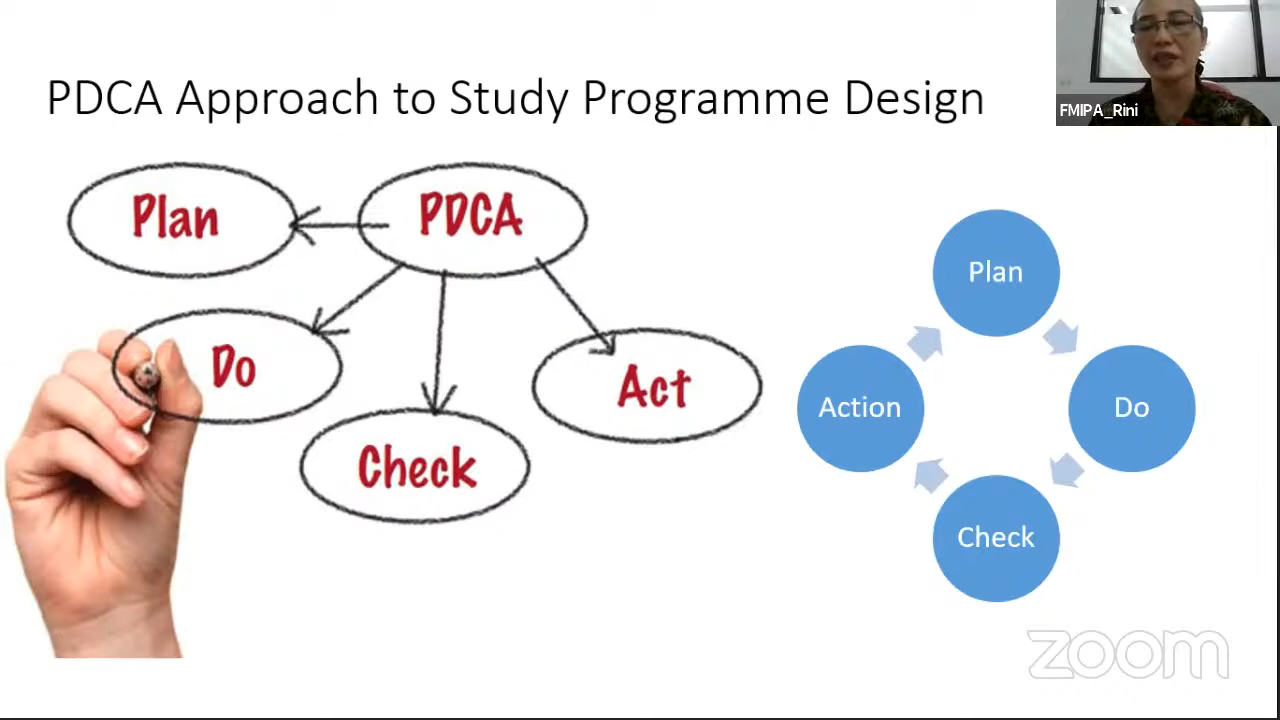 PDCA Approach to Study Programme Design
FMIPA_Rini
Plan
PDCA
Do
Check
Act
Plan
Do
Check
Action
zoom